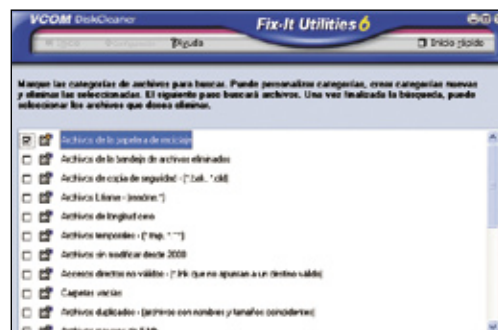 VCOM DiskCleaner
Fix-It Utilities 6
Ayuda
Inicio rápido
Marque las categorías de archivos para buscar. Puede personalizar categorías, crear categorías nuevas
y eliminar las seleccionadas. El siguiente paso buscará archivos. Una vez finalizada la búsqueda, puede
seleccionar los archivos que desea eliminar.
Archivos de la papelera de reciclaje
Archivos de la bandeja de archivos eliminados
Archivos de copia de seguridad - (*.bak, *.old)
Archivos
Archivos de longitud cero
Archivos temporales - (*.tmp, *.~*)
Archivos sin modificar desde 2000
Accesos directos no válidos - (*.lnk que no apuntan a un destino válido)
Carpetas vacías
Archivos duplicados - (archivos con nombres y tamaños coincidentes)